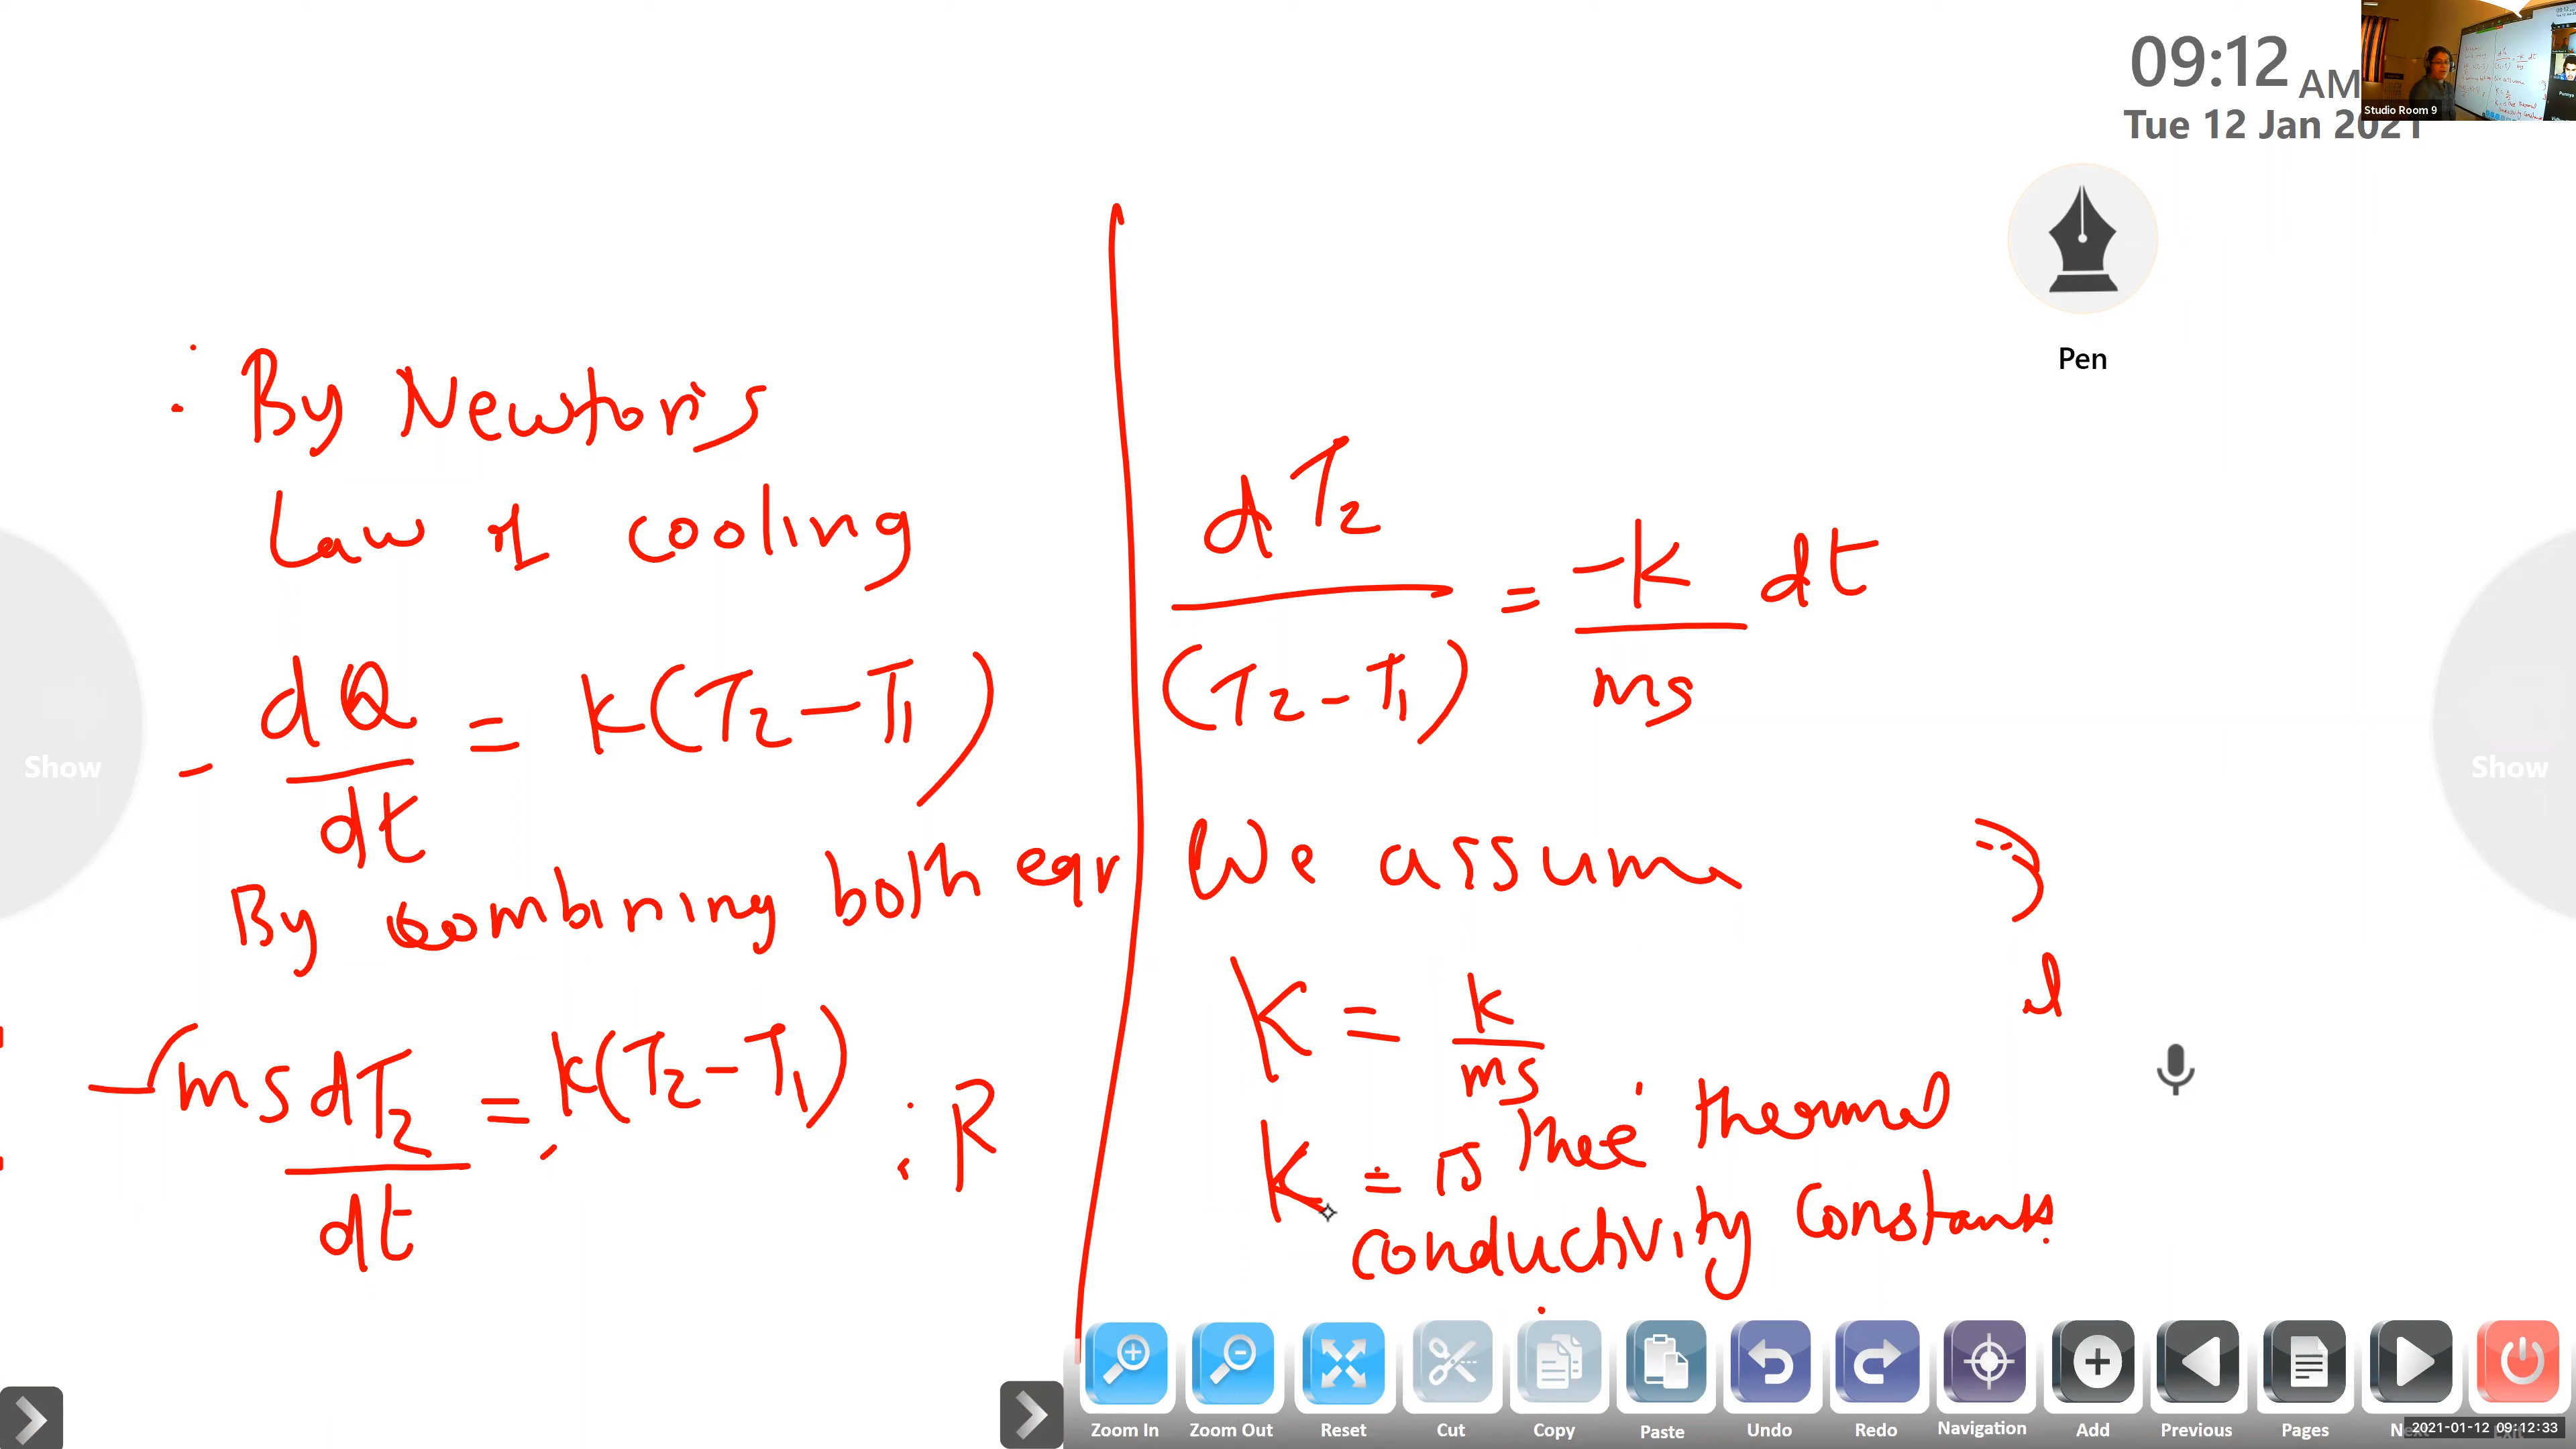 09:12 AM
Tue 12 Jan 2021
Studio Room 9
Pen
∴ By Newton's
Law of cooling
- dQ/dt = k(T₂-T₁)
By combining both eqn
-ms dT₂/dt = k(T₂-T₁)
∴ R
dT₂/(T₂-T₁) = -k/ms dt
We assume
K = k/ms
K = is thee thermal
conductivity constants.
Show
Show
Zoom In
Zoom Out
Reset
Cut
Copy
Paste
Undo
Redo
Navigation
Add
Previous
Pages
2021-01-12 09:12:33